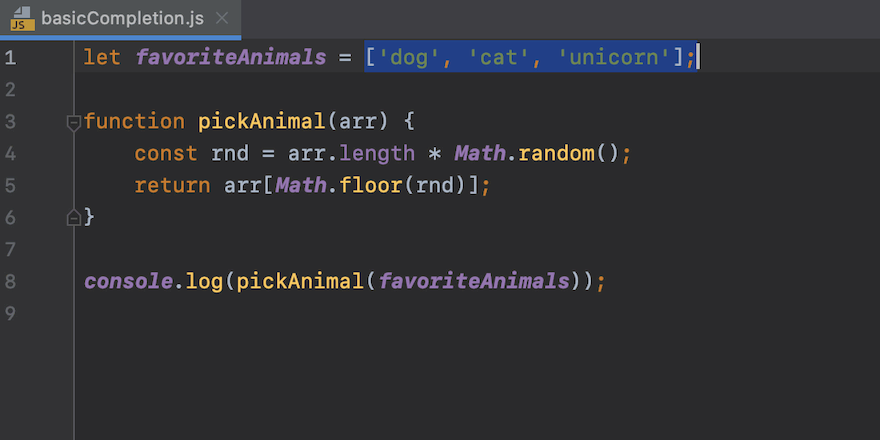 JS basicCompletion.js
1 let favoriteAnimals = ['dog', 'cat', 'unicorn'];
2
3 function pickAnimal(arr) {
4     const rnd = arr.length * Math.random();
5     return arr[Math.floor(rnd)];
6 }
7
8 console.log(pickAnimal(favoriteAnimals));
9